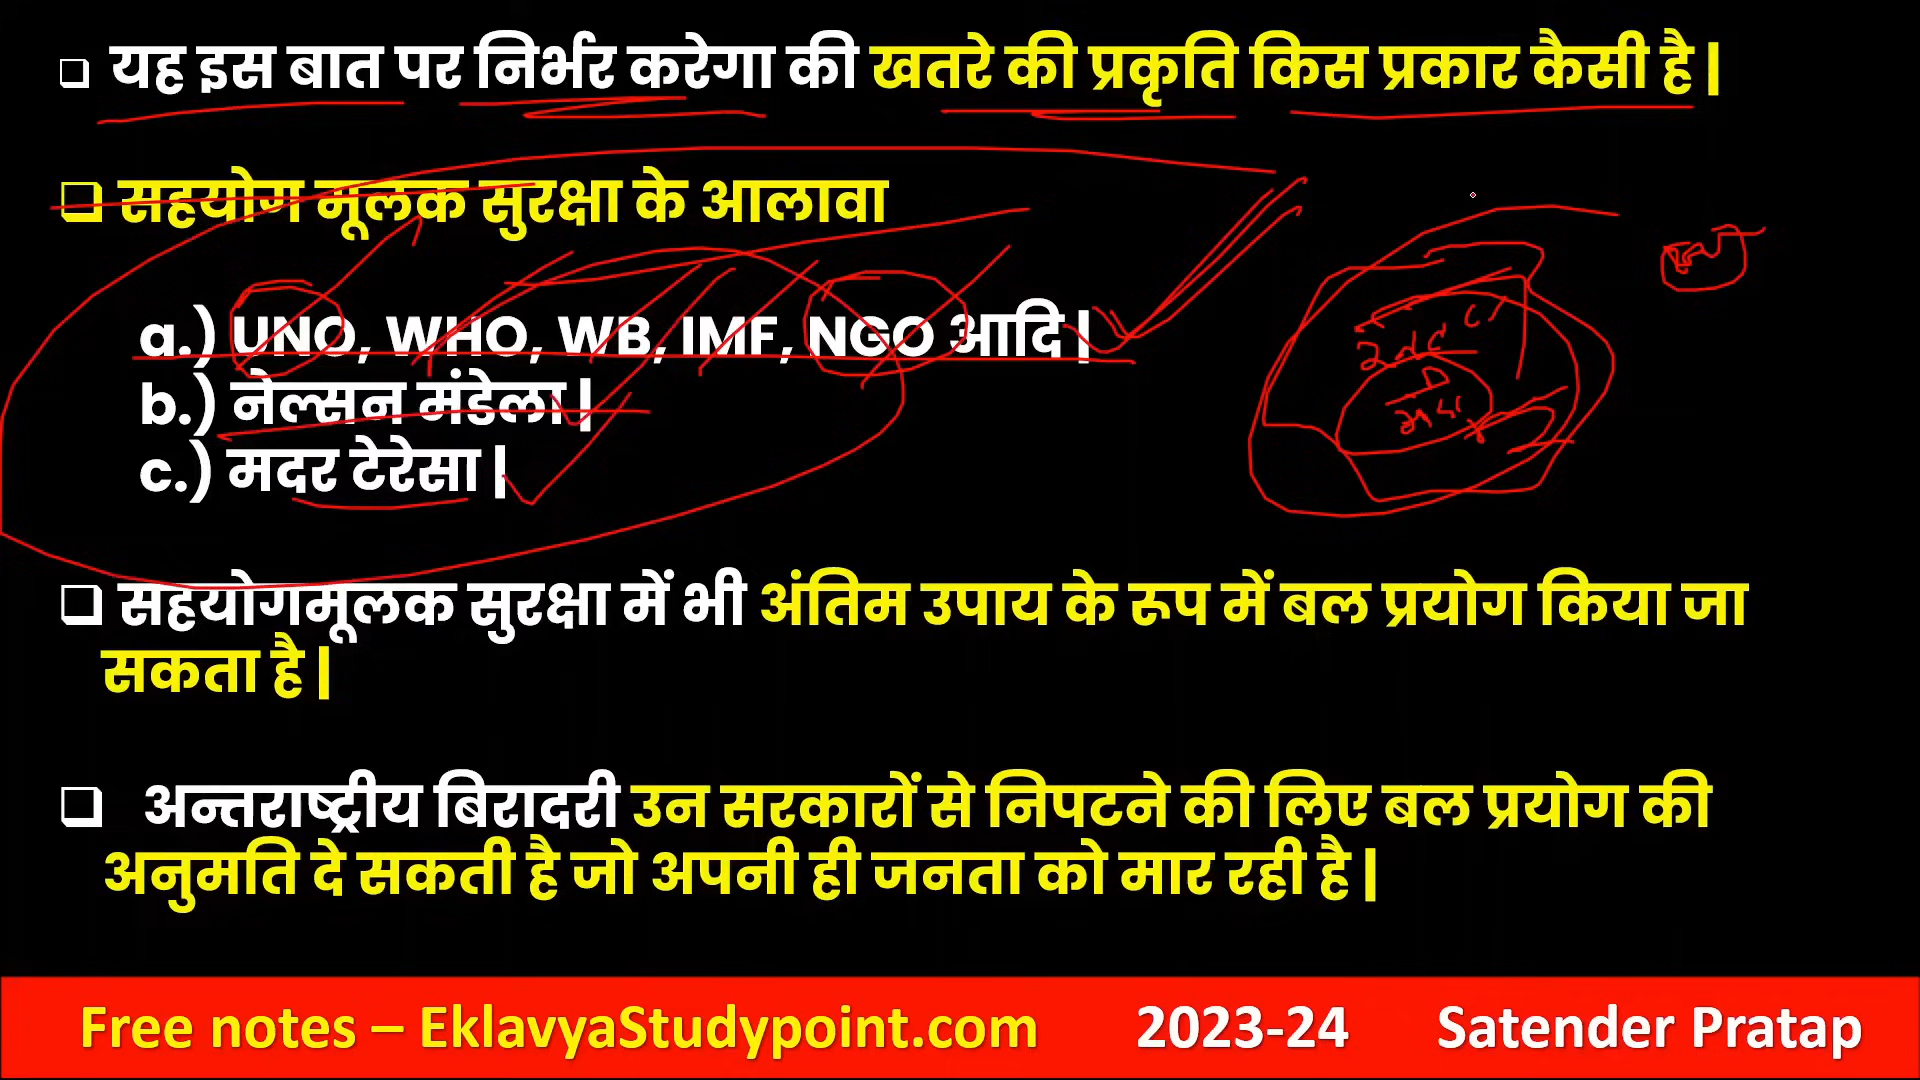 ❑ यह इस बात पर निर्भर करेगा की खतरे की प्रकृति किस प्रकार कैसी है |
❑ सहयोग मूलक सुरक्षा के आलावा
a.) UNO, WHO, WB, IMF, NGO आदि |
b.) नेल्सन मंडेला |
c.) मदर टेरेसा |
❑ सहयोगमूलक सुरक्षा में भी अंतिम उपाय के रूप में बल प्रयोग किया जा
सकता है |
❑ अन्तराष्ट्रीय बिरादरी उन सरकारों से निपटने की लिए बल प्रयोग की
अनुमति दे सकती है जो अपनी ही जनता को मार रही है |
Free notes – EklavyaStudypoint.com 2023-24 Satender Pratap